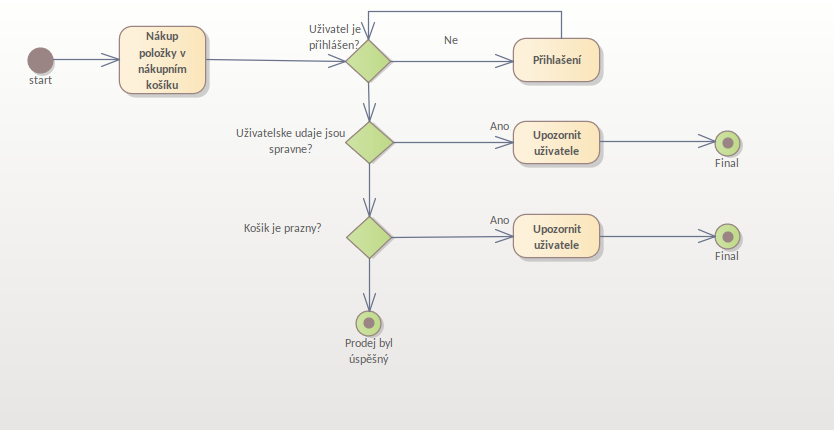 start
Nákup
položky v
nákupním
košíku
Uživatel je
přihlášen?
Ne
Přihlašení
Uživatelske udaje jsou
spravne?
Ano
Upozornit
uživatele
Final
Košik je prazny?
Ano
Upozornit
uživatele
Final
Prodej byl
úspěšný